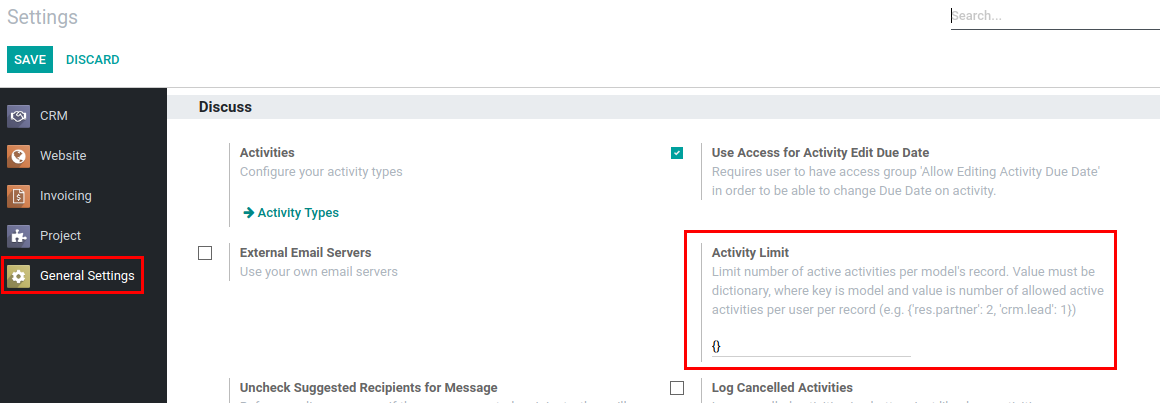 Settings
Search...
SAVE DISCARD
CRM
Website
Invoicing
Project
General Settings
Discuss
Activities
Configure your activity types
Activity Types
Use Access for Activity Edit Due Date
Requires user to have access group 'Allow Editing Activity Due Date'
in order to be able to change Due Date on activity.
External Email Servers
Use your own email servers
Activity Limit
Limit number of active activities per model's record. Value must be
dictionary, where key is model and value is number of allowed active
activities per user per record (e.g. {'res.partner': 2, 'crm.lead': 1})
{}
Uncheck Suggested Recipients for Message
Log Cancelled Activities